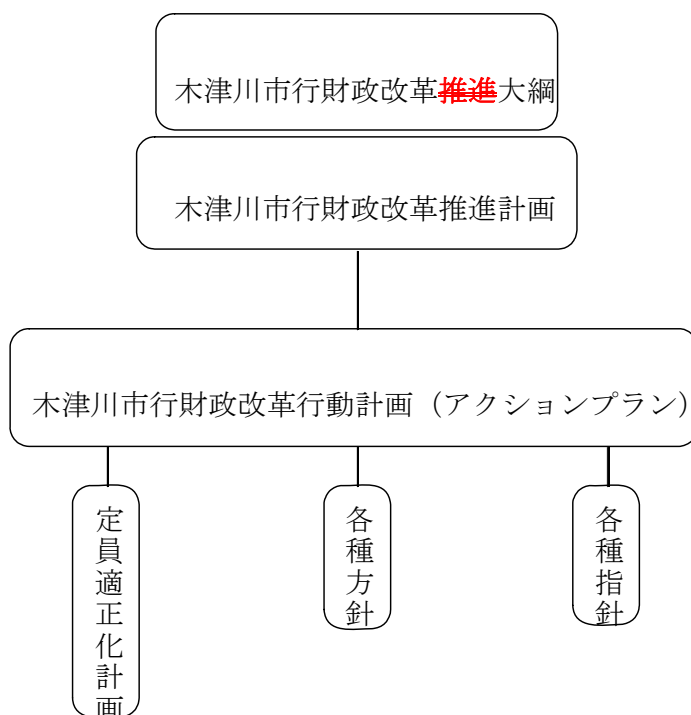 木津川市行財政改革推進大綱
木津川市行財政改革推進計画
木津川市行財政改革行動計画（アクションプラン）
定員適正化計画
各種方針
各種指針